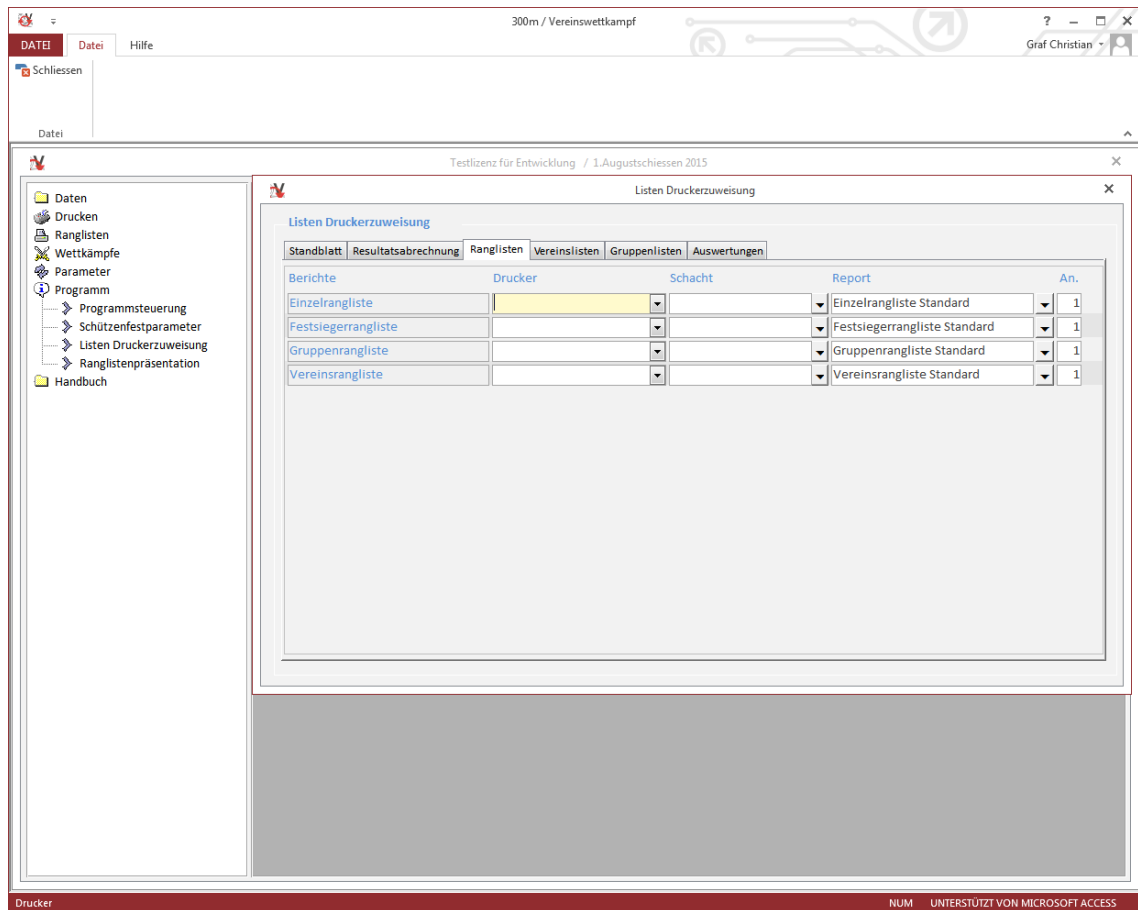 300m / Vereinswettkampf
?
DATEI Datei Hilfe
Graf Christian
Schliessen
Datei
Testlizenz für Entwicklung / 1.Augustschiessen 2015
Daten
Drucken
Ranglisten
Wettkämpfe
Parameter
Programm
Programmsteuerung
Schützenfestparameter
Listen Druckerzuweisung
Ranglistenpräsentation
Handbuch
Listen Druckerzuweisung
Listen Druckerzuweisung
Standblatt Resultatsabrechnung Ranglisten Vereinslisten Gruppenlisten Auswertungen
Berichte Drucker Schacht Report An.
Einzelrangliste Einzelrangliste Standard 1
Festsiegerrangliste Festsiegerrangliste Standard 1
Gruppenrangliste Gruppenrangliste Standard 1
Vereinsrangliste Vereinsrangliste Standard 1
Drucker NUM UNTERSTÜTZT VON MICROSOFT ACCESS